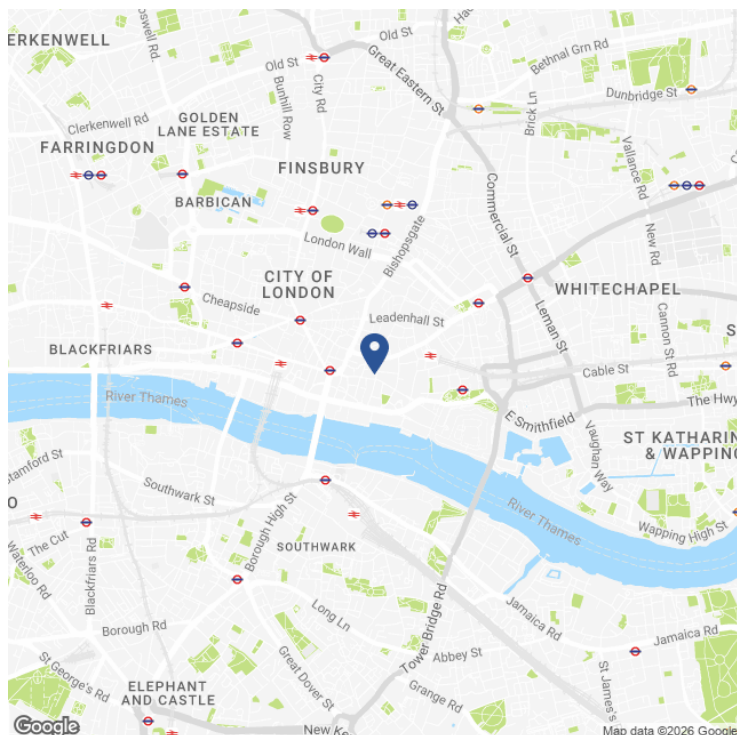 ERKENWELL
Boswell Rd
Old St
Old St
Great Eastern St
Bethnal Grn Rd
Dunbridge St
City Rd
Bunhill Row
Brick Ln
GOLDEN
LANE ESTATE
Clerkenwell Rd
FARRINGDON
FINSBURY
Vallance Rd
BARBICAN
Commercial St
London Wall
Bishopsgate
New Rd
CITY OF
LONDON
Cheapside
WHITECHAPEL
Leadenhall St
Leman St
Cannon St Rd
S
BLACKFRIARS
Cable St
River Thames
The Hwy
E Smithfield
ST KATHARIN
& WAPPING
Vaughan Way
Stamford St
Southwark St
Borough High St
River Thames
Wapping High St
O
The Cut
Waterloo Rd
Blackfriars Rd
SOUTHWARK
Long Ln
Jamaica Rd
Jamaica Rd
Borough Rd
Tower Bridge Rd
Abbey St
St George's Rd
Great Dover St
Grange Rd
St James's
ELEPHANT
AND CASTLE
New Ke
Google
Map data ©2026 Google